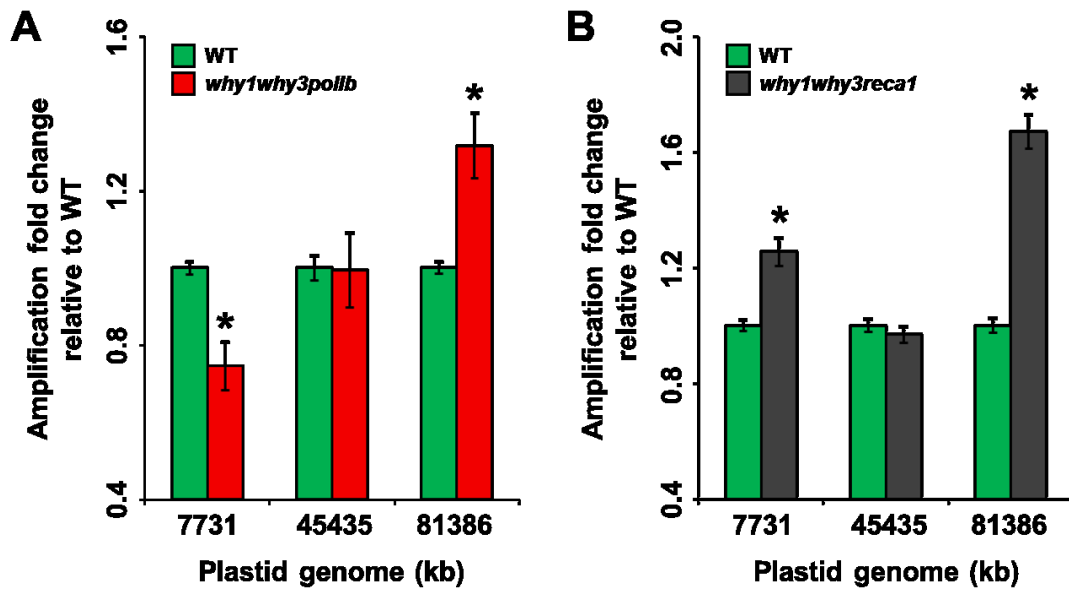 A
1.6
1.2
0.8
0.4
Amplification fold change
relative to WT
WT
why1why3polIb
*
*
7731 45435 81386
Plastid genome (kb)
B
2.0
1.6
1.2
0.8
0.4
Amplification fold change
relative to WT
WT
why1why3reca1
*
*
7731 45435 81386
Plastid genome (kb)